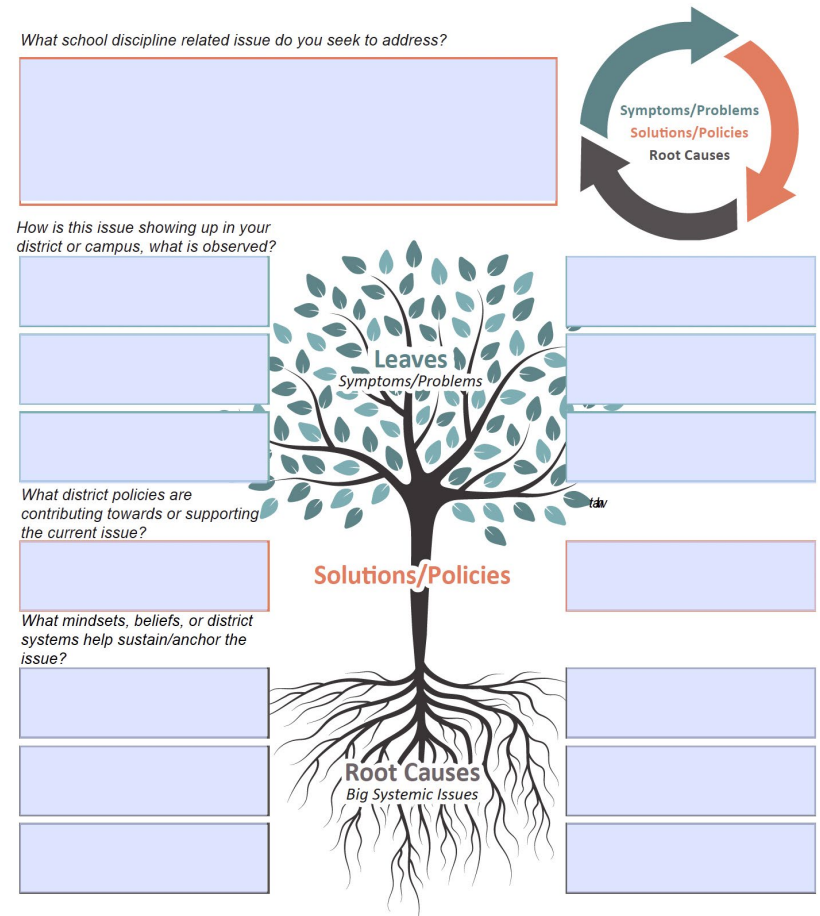 What school discipline related issue do you seek to address?
Symptoms/Problems
Solutions/Policies
Root Causes
How is this issue showing up in your
district or campus, what is observed?
Leaves
Symptoms/Problems
What district policies are
contributing towards or supporting
the current issue?
Solutions/Policies
What mindsets, beliefs, or district
systems help sustain/anchor the
issue?
Root Causes
Big Systemic Issues